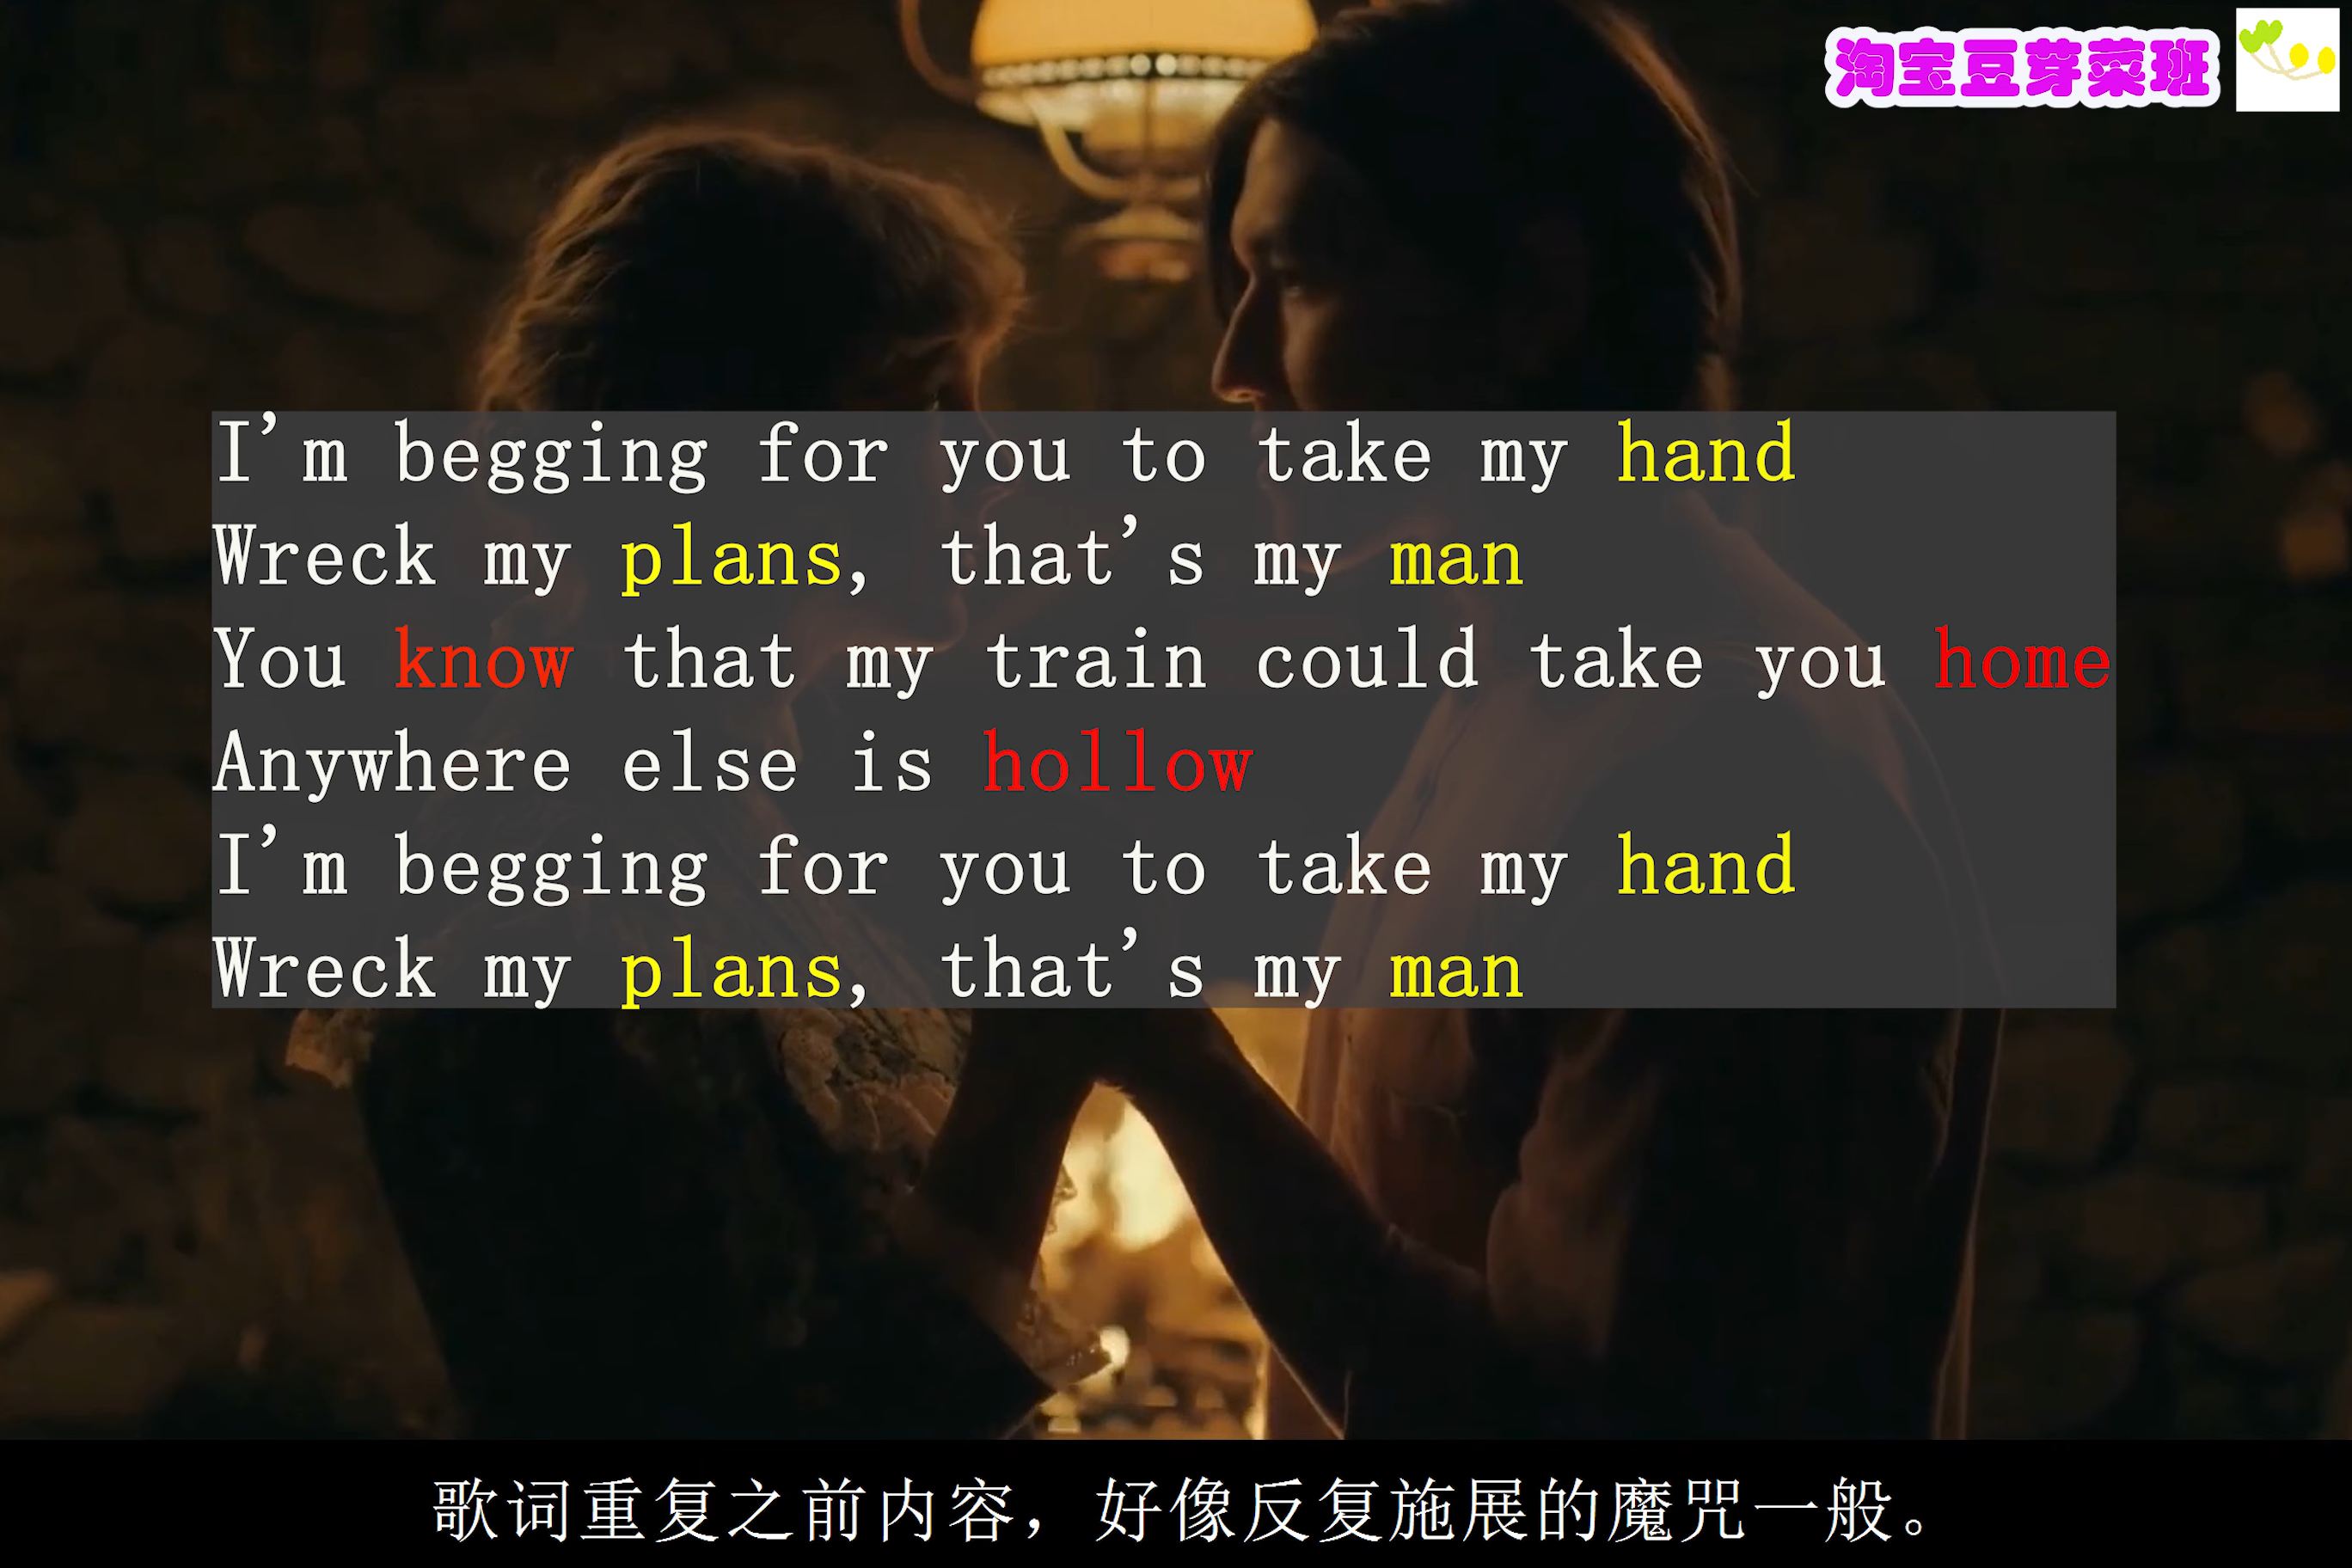 淘宝豆芽菜班
I'm begging for you to take my hand
Wreck my plans, that's my man
You know that my train could take you home
Anywhere else is hollow
I'm begging for you to take my hand
Wreck my plans, that's my man
歌词重复之前内容，好像反复施展的魔咒一般。